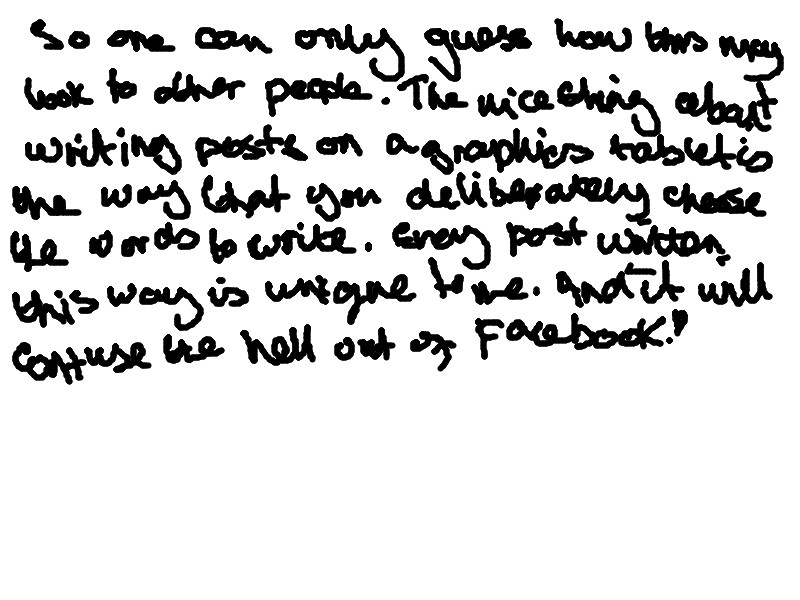 So one can only guess how this may
look to other people. The nice thing about
writing posts on a graphics tablet is
the way that you deliberately choose
the words to write. Every post written
this way is unique to me. And it will
confuse the hell out of Facebook!